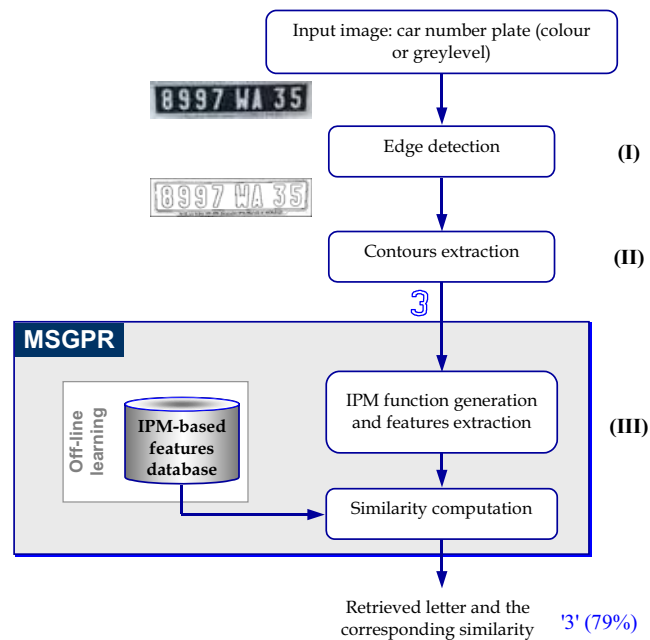 Input image: car number plate (colour
or greylevel)
8997 WA 35
Edge detection
(I)
8997 WA 35
Contours extraction
(II)
3
MSGPR
Off-line
learning
IPM-based
features
database
IPM function generation
and features extraction
(III)
Similarity computation
Retrieved letter and the
corresponding similarity
'3' (79%)